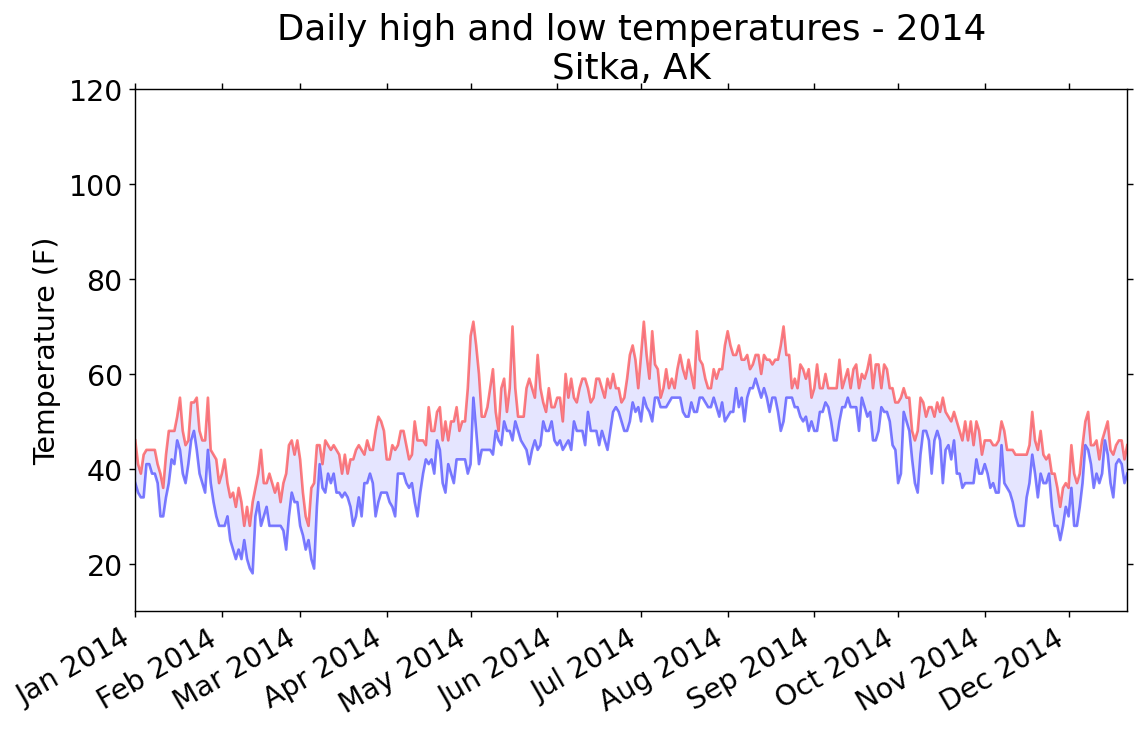 Daily high and low temperatures - 2014
Sitka, AK
Temperature (F)
120
100
80
60
40
20
Jan 2014
Feb 2014
Mar 2014
Apr 2014
May 2014
Jun 2014
Jul 2014
Aug 2014
Sep 2014
Oct 2014
Nov 2014
Dec 2014